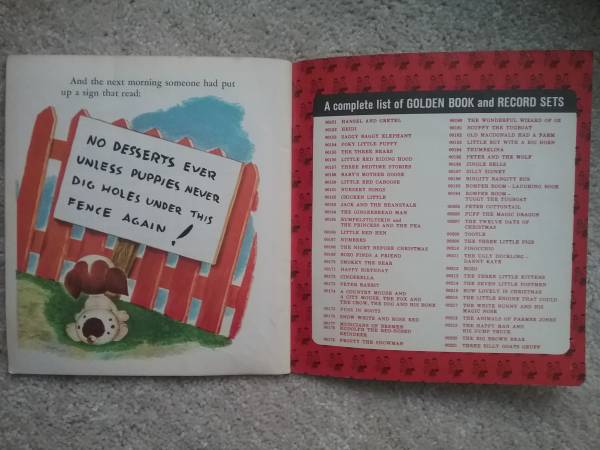 And the next morning someone had put
up a sign that read:
NO DESSERTS EVER
UNLESS PUPPIES NEVER
DIG HOLES UNDER THIS
FENCE AGAIN!
A complete list of GOLDEN BOOK and RECORD SETS
HANSEL AND GRETEL
HEIDI
SAGGY BAGGY ELEPHANT
POKY LITTLE PUPPY
THE THREE BEARS
LITTLE RED RIDING HOOD
THREE BEDTIME STORIES
BABY'S MOTHER GOOSE
LITTLE RED CABOOSE
NURSERY SONGS
CHICKEN LITTLE
JACK AND THE BEANSTALK
THE GINGERBREAD MAN
RUMPELSTILTSKIN and
THE PRINCESS AND THE PEA
LITTLE RED HEN
NUMBERS
THE NIGHT BEFORE CHRISTMAS
BOZO FINDS A FRIEND
SMOKEY THE BEAR
HAPPY BIRTHDAY
CINDERELLA
PETER RABBIT
A COUNTRY MOUSE AND
A CITY MOUSE, THE FOX AND
THE CROW, THE DOG AND HIS BONE
PUSS IN BOOTS
SNOW WHITE AND ROSE RED
MUSICIANS OF BREMEN
RUDOLPH THE RED-NOSED
REINDEER
FROSTY THE SNOWMAN
THE WONDERFUL WIZARD OF OZ
SCUFFY THE TUGBOAT
OLD MACDONALD HAD A FARM
LITTLE BOY WITH A BIG HORN
THUMBELINA
PETER AND THE WOLF
JINGLE BELLS
SILLY SIDNEY
RINGITY RANGITY RUN
ROMPER ROOM - LAUGHING BOOK
ROMPER ROOM -
TUGGY THE TUGBOAT
PETER COTTONTAIL
PUFF THE MAGIC DRAGON
THE TWELVE DAYS OF
CHRISTMAS
TOOTLE
THE THREE LITTLE PIGS
PINOCCHIO
THE UGLY DUCKLING -
DANNY KAYE
BOZO
THE THREE LITTLE KITTENS
THE SEVEN LITTLE POSTMEN
HOW LOVELY IS CHRISTMAS
THE LITTLE ENGINE THAT COULD
THE WHITE BUNNY AND HIS
MAGIC NOSE
THE ANIMALS OF FARMER JONES
THE HAPPY MAN AND
HIS DUMP TRUCK
THE BIG BROWN BEAR
THREE BILLY GOATS GRUFF